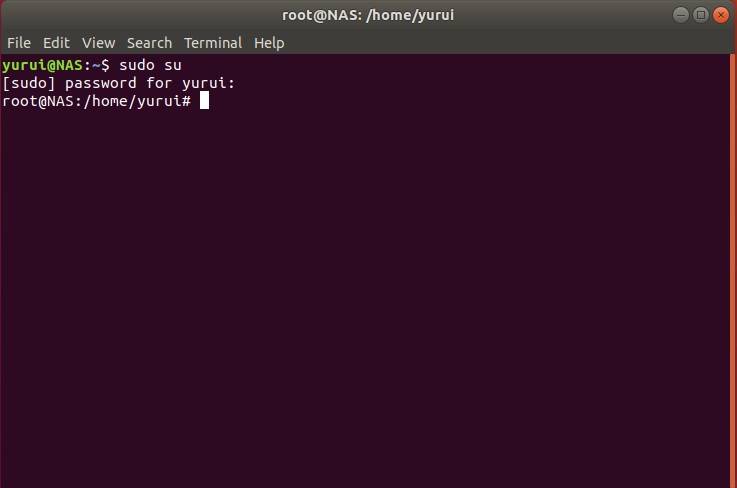 root@NAS: /home/yurui
File Edit View Search Terminal Help
yurui@NAS:~$ sudo su
[sudo] password for yurui:
root@NAS:/home/yurui#